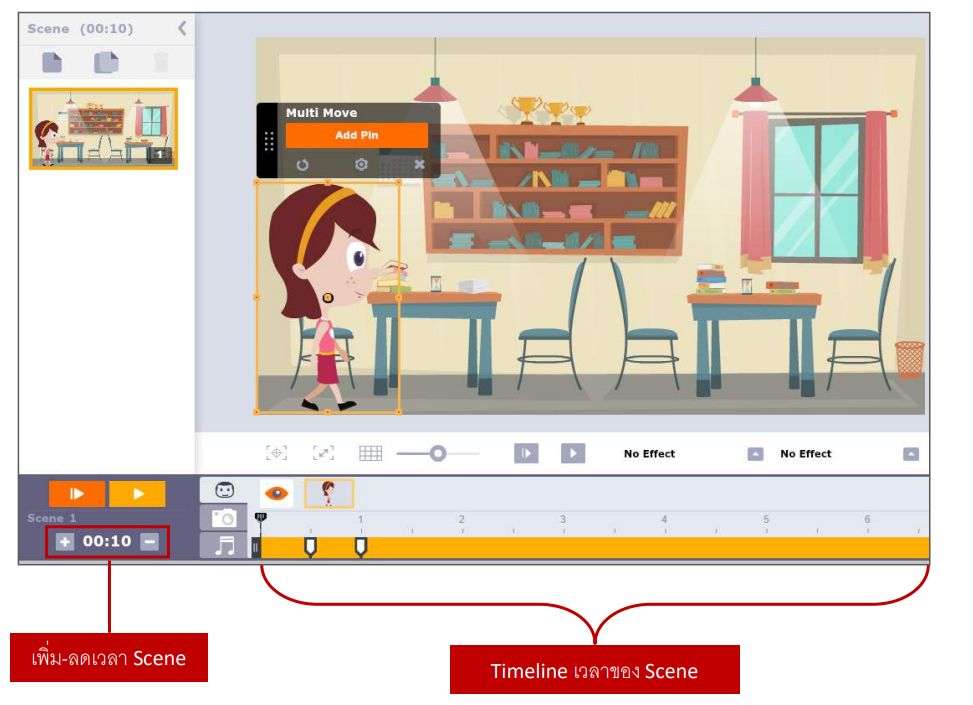 Scene (00:10)
1
Multi Move
Add Pin
No Effect
No Effect
Scene 1
00:10
1 2 3 4 5 6
เพิ่ม-ลดเวลา Scene
Timeline เวลาของ Scene